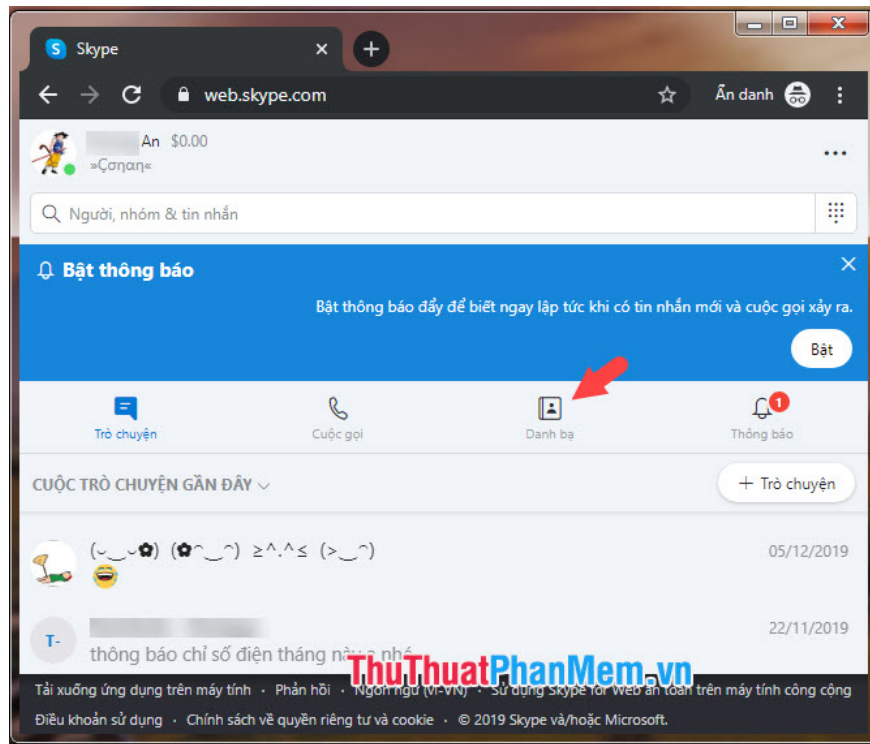 Skype
web.skype.com
Ẩn danh
An $0.00
»Çσηαη«
Người, nhóm & tin nhắn
Bật thông báo
Bật thông báo đẩy để biết ngay lập tức khi có tin nhắn mới và cuộc gọi xảy ra.
Bật
Trò chuyện
Cuộc gọi
Danh bạ
1
Thông báo
CUỘC TRÒ CHUYỆN GẦN ĐÂY
+ Trò chuyện
(⌣‿⌣✿) (✿⌒‿⌒) ≥^.^≤ (>‿⌒)
05/12/2019
T-
22/11/2019
thông báo chỉ số điện tháng này a nhé
ThuThuatPhanMem.vn
Tải xuống ứng dụng trên máy tính · Phản hồi · Ngôn ngữ (vi-VN) · Sử dụng Skype for Web an toàn trên máy tính công cộng
Điều khoản sử dụng · Chính sách về quyền riêng tư và cookie · © 2019 Skype và/hoặc Microsoft.